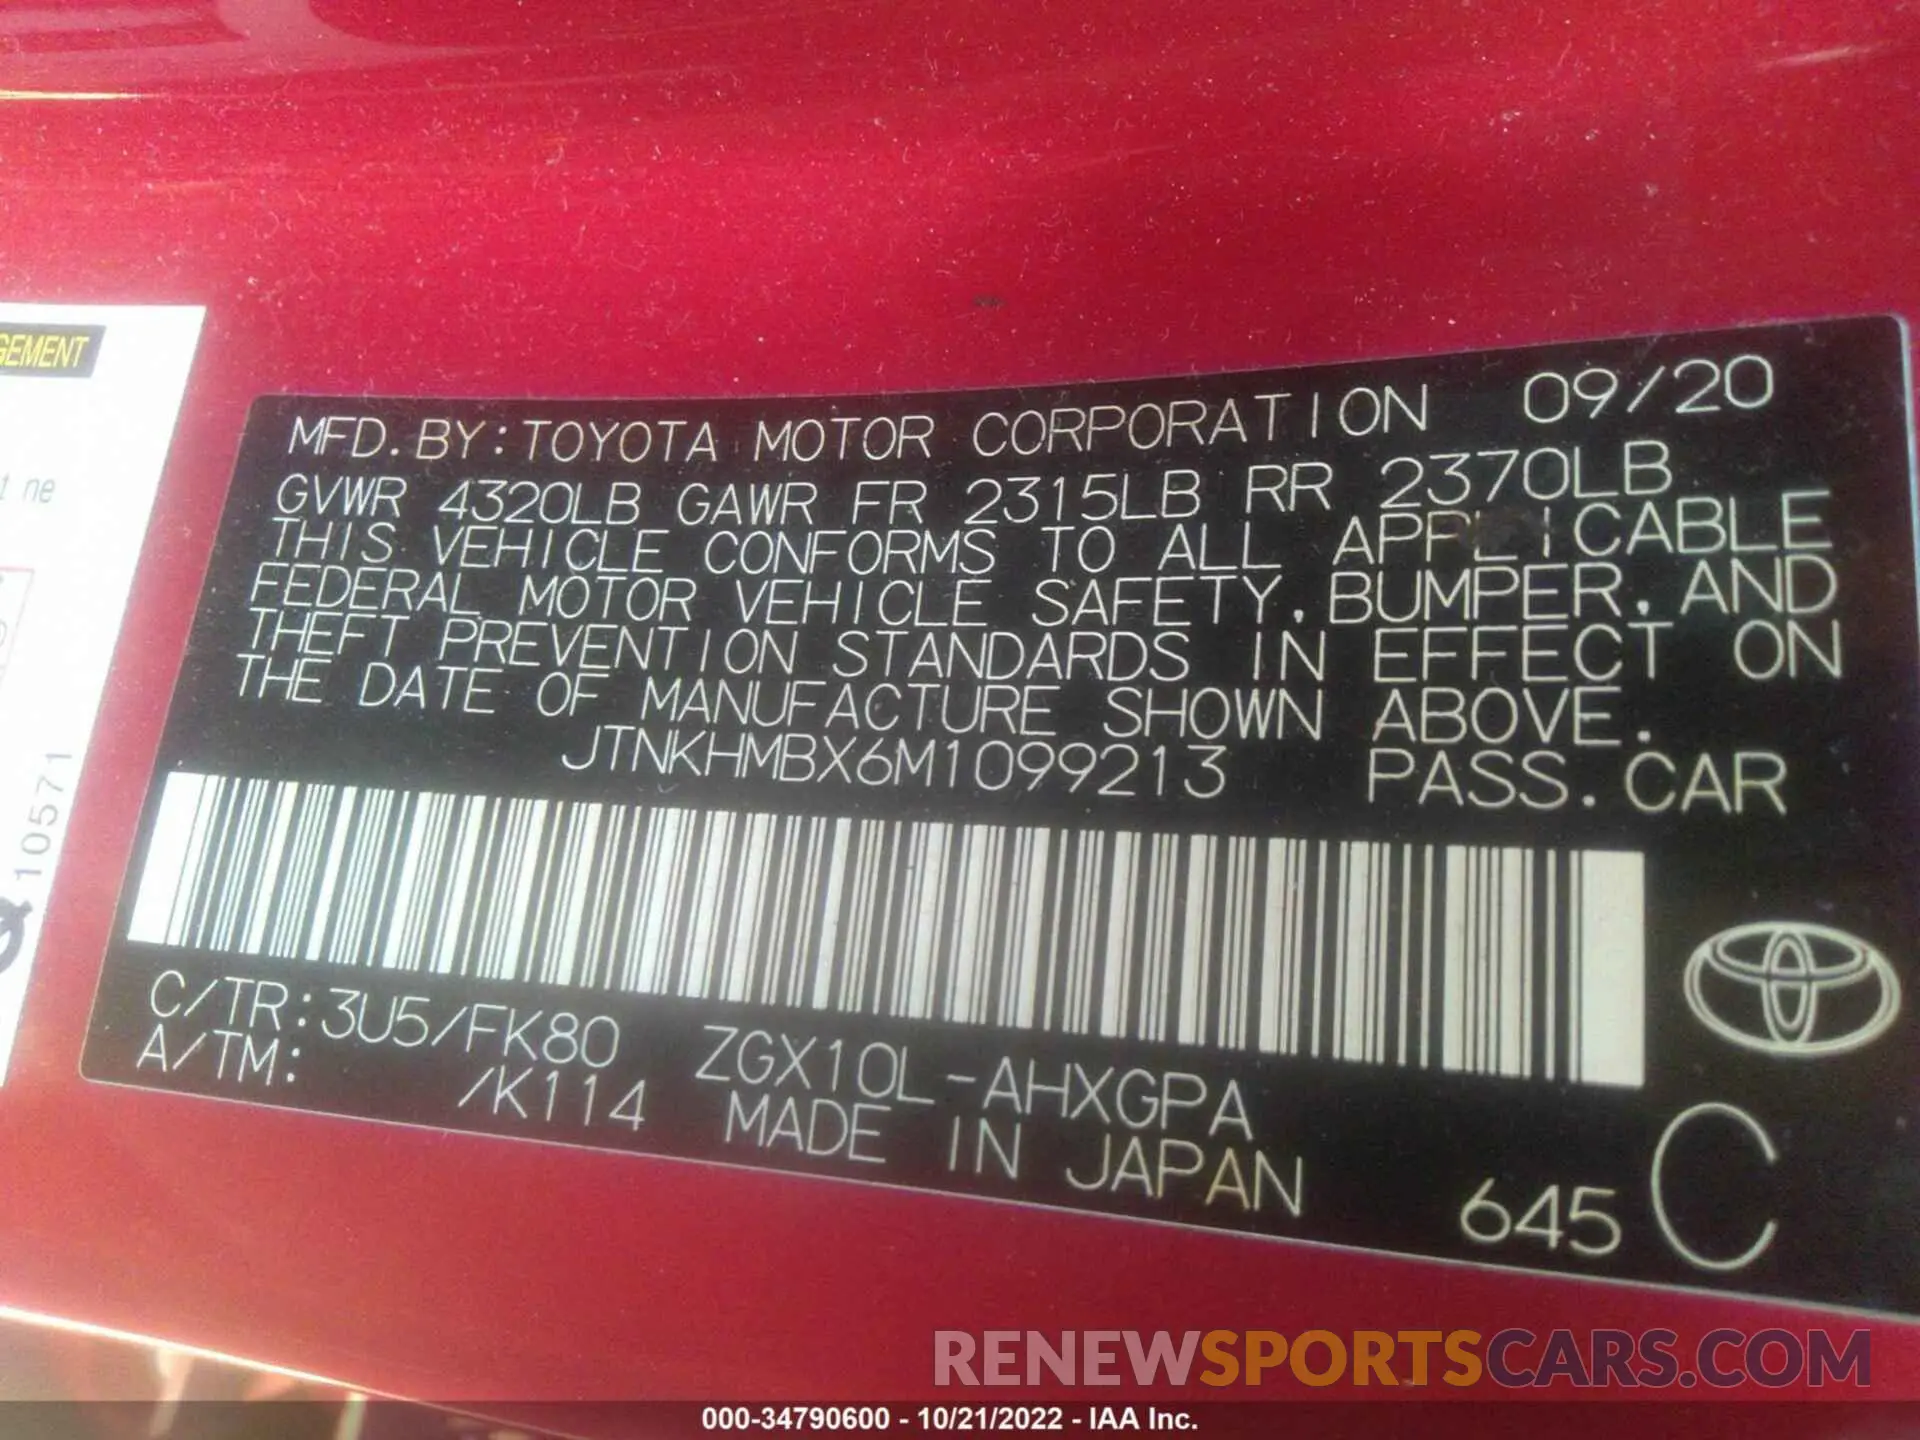 GEMENT
t ne
10571
MFD. BY: TOYOTA MOTOR CORPORATION 09/20
GVWR 4320LB GAWR FR 2315LB RR 2370LB
THIS VEHICLE CONFORMS TO ALL APPLICABLE
FEDERAL MOTOR VEHICLE SAFETY, BUMPER, AND
THEFT PREVENTION STANDARDS IN EFFECT ON
THE DATE OF MANUFACTURE SHOWN ABOVE.
JTNKHMBX6M1099213 PASS. CAR
C/TR: 3U5/FK80 ZGX10L-AHXGPA
A/TM: /K114 MADE IN JAPAN
645 C
RENEWSPORTSCARS.COM
000-34790600 - 10/21/2022 - IAA Inc.